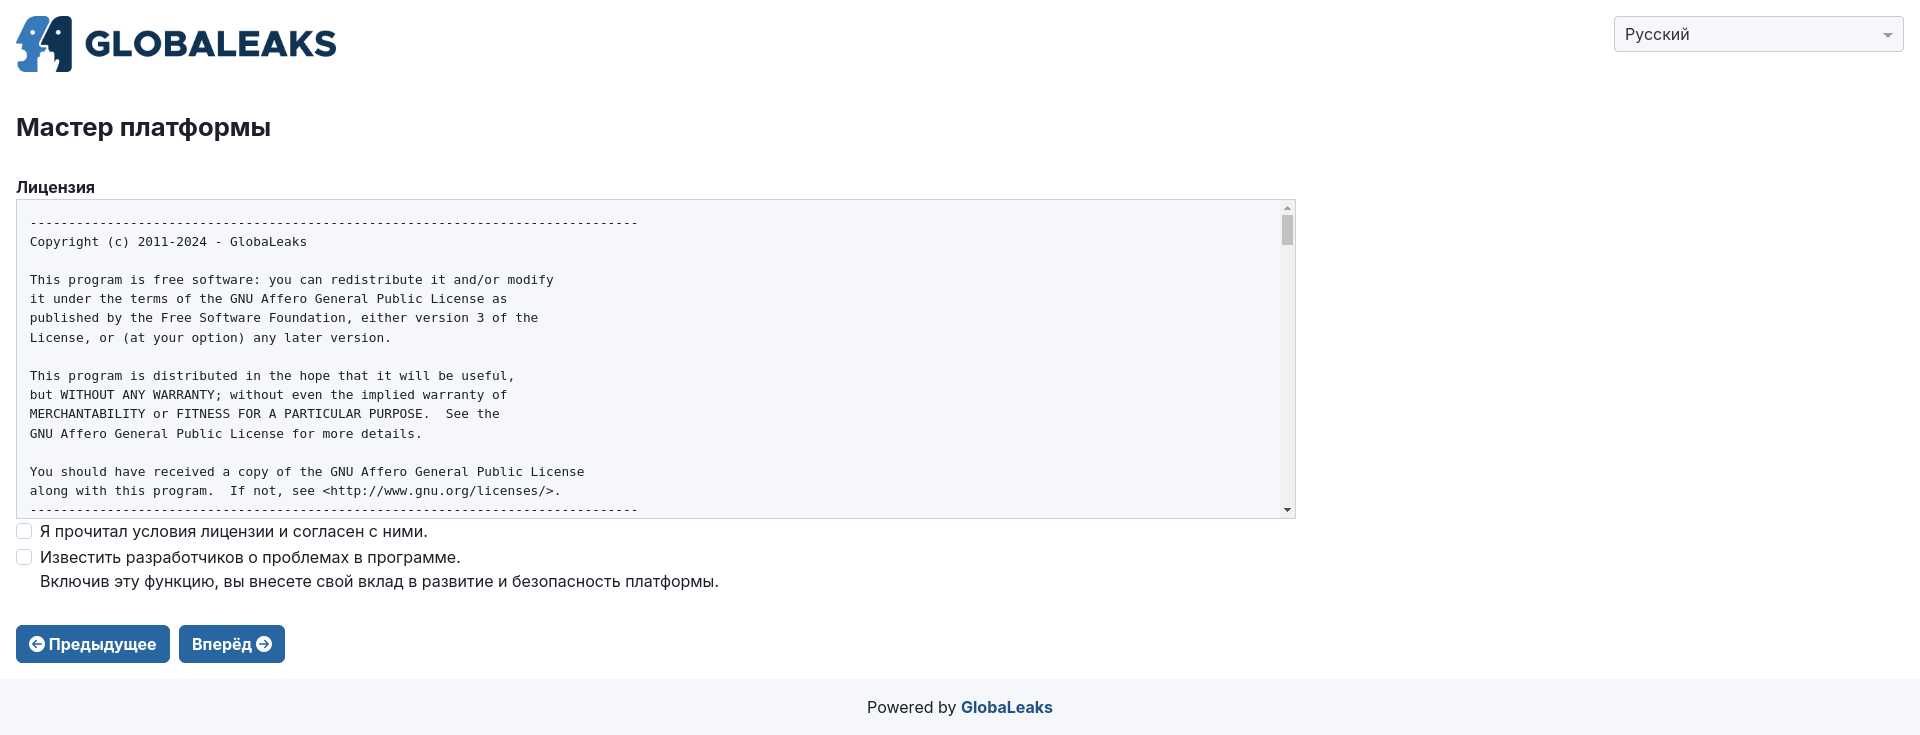 GLOBALEAKS
Русский
Мастер платформы
Лицензия
-------------------------------------------------------------------------------
Copyright (c) 2011-2024 - GlobaLeaks
This program is free software: you can redistribute it and/or modify
it under the terms of the GNU Affero General Public License as
published by the Free Software Foundation, either version 3 of the
License, or (at your option) any later version.
This program is distributed in the hope that it will be useful,
but WITHOUT ANY WARRANTY; without even the implied warranty of
MERCHANTABILITY or FITNESS FOR A PARTICULAR PURPOSE.  See the
GNU Affero General Public License for more details.
You should have received a copy of the GNU Affero General Public License
along with this program.  If not, see <http://www.gnu.org/licenses/>.
-------------------------------------------------------------------------------
Я прочитал условия лицензии и согласен с ними.
Известить разработчиков о проблемах в программе.
Включив эту функцию, вы внесете свой вклад в развитие и безопасность платформы.
Предыдущее Вперёд
Powered by GlobaLeaks